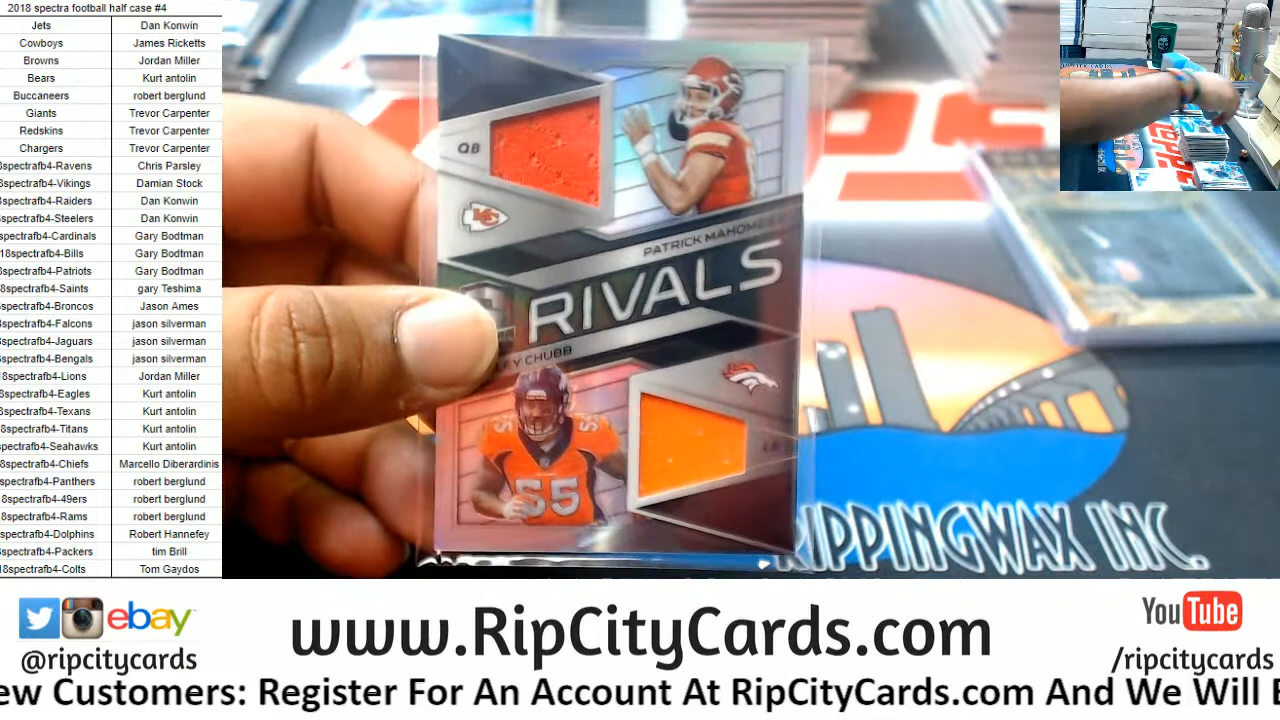 2018 spectra football half case #4
Jets Dan Konwin
Cowboys James Ricketts
Browns Jordan Miller
Bears Kurt antolin
Buccaneers robert berglund
Giants Trevor Carpenter
Redskins Trevor Carpenter
Chargers Trevor Carpenter
spectrafb4-Ravens Chris Parsley
8spectrafb4-Vikings Damian Stock
8spectrafb4-Raiders Dan Konwin
8spectrafb4-Steelers Dan Konwin
spectrafb4-Cardinals Gary Bodtman
18spectrafb4-Bills Gary Bodtman
spectrafb4-Patriots Gary Bodtman
8spectrafb4-Saints gary Teshima
spectrafb4-Broncos Jason Ames
8spectrafb4-Falcons jason silverman
8spectrafb4-Jaguars jason silverman
spectrafb4-Bengals jason silverman
18spectrafb4-Lions Jordan Miller
8spectrafb4-Eagles Kurt antolin
8spectrafb4-Texans Kurt antolin
8spectrafb4-Titans Kurt antolin
spectrafb4-Seahawks Kurt antolin
8spectrafb4-Chiefs Marcello Diberardinis
spectrafb4-Panthers robert berglund
8spectrafb4-49ers robert berglund
8spectrafb4-Rams robert berglund
spectrafb4-Dolphins Robert Hannefey
spectrafb4-Packers tim Brill
18spectrafb4-Colts Tom Gaydos
QB
KC
PATRICK MAHOMES
RIVALS
EY CHUBB
55
RIPPINGWAX INC.
ebay
@ripcitycards
www.RipCityCards.com
YouTube
/ripcitycards
ew Customers: Register For An Account At RipCityCards.com And We Will